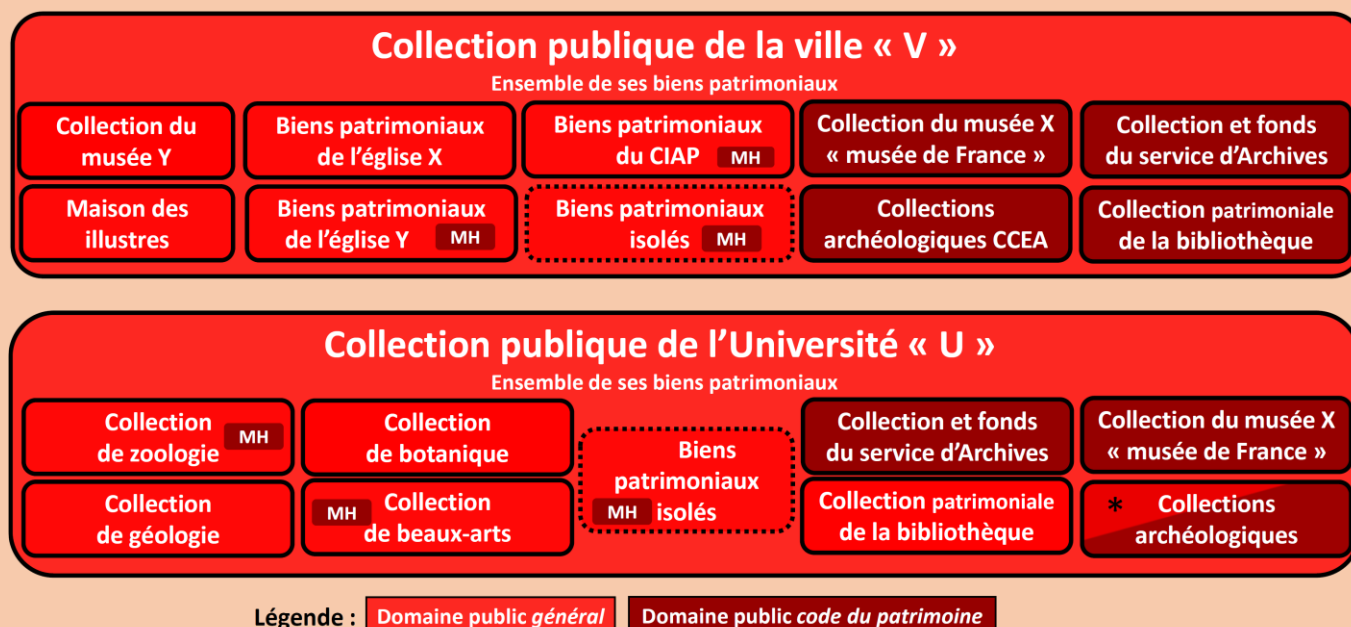 Collection publique de la ville « V »
Ensemble de ses biens patrimoniaux
Collection du
musée Y
Biens patrimoniaux
de l'église X
Biens patrimoniaux
du CIAP MH
Collection du musée X
« musée de France »
Collection et fonds
du service d'Archives
Maison des
illustres
Biens patrimoniaux
de l'église Y MH
Biens patrimoniaux
isolés MH
Collections
archéologiques CCEA
Collection patrimoniale
de la bibliothèque
Collection publique de l'Université « U »
Ensemble de ses biens patrimoniaux
Collection
de zoologie MH
Collection
de botanique
Biens
patrimoniaux
MH isolés
Collection et fonds
du service d'Archives
Collection du musée X
« musée de France »
Collection
de géologie
MH Collection
de beaux-arts
Collection patrimoniale
de la bibliothèque
* Collections
archéologiques
Légende : Domaine public général Domaine public code du patrimoine